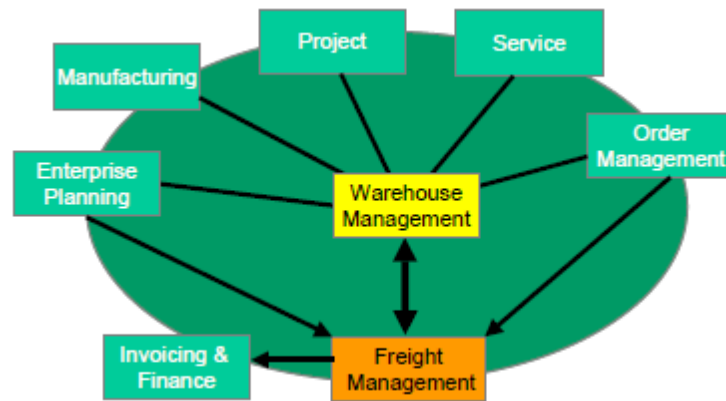 Project
Service
Manufacturing
Order
Management
Enterprise
Planning
Warehouse
Management
Invoicing &
Finance
Freight
Management